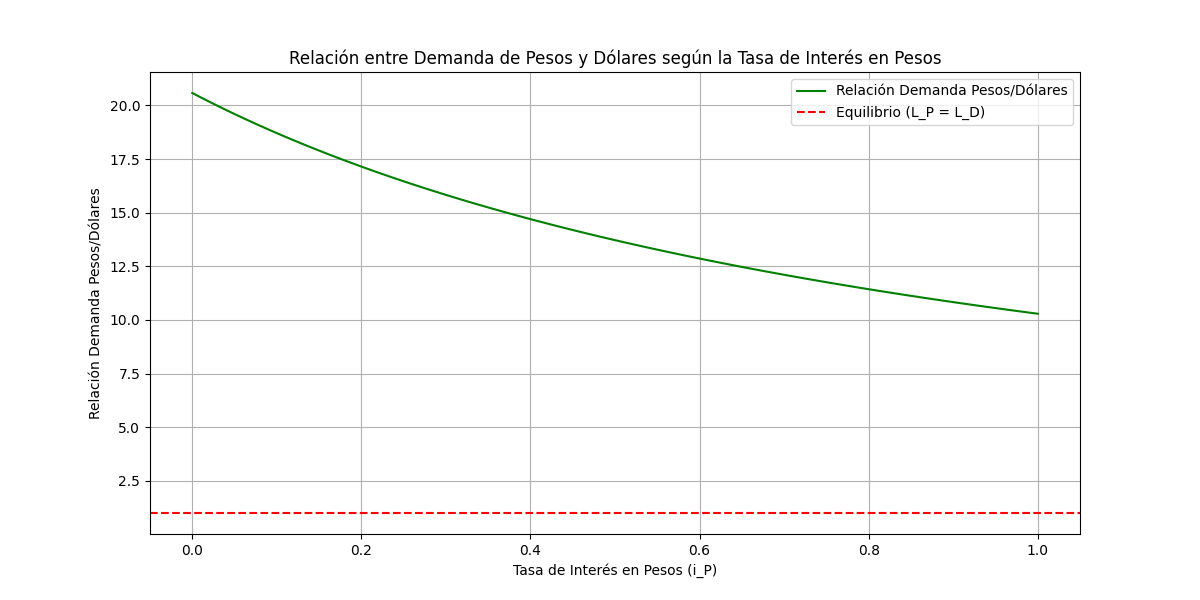 Relación entre Demanda de Pesos y Dólares según la Tasa de Interés en Pesos
Relación Demanda Pesos/Dólares
Equilibrio (L_P = L_D)
Relación Demanda Pesos/Dólares
20.0
17.5
15.0
12.5
10.0
7.5
5.0
2.5
0.0 0.2 0.4 0.6 0.8 1.0
Tasa de Interés en Pesos (i_P)